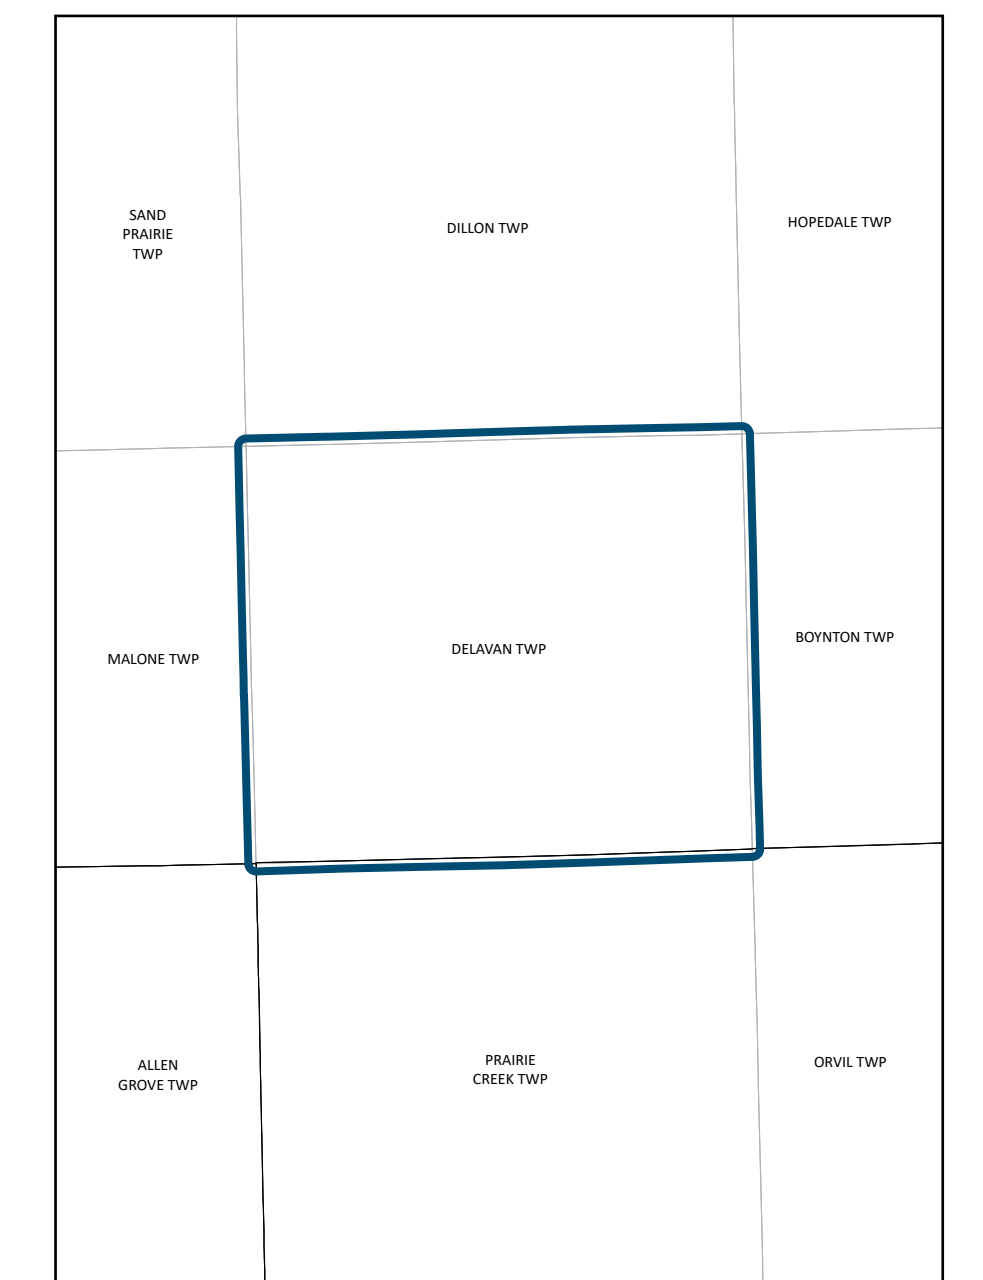 SAND
PRAIRIE
TWP
DILLON TWP
HOPEDALE TWP
MALONE TWP
DELAVAN TWP
BOYNTON TWP
ALLEN
GROVE TWP
PRAIRIE
CREEK TWP
ORVIL TWP